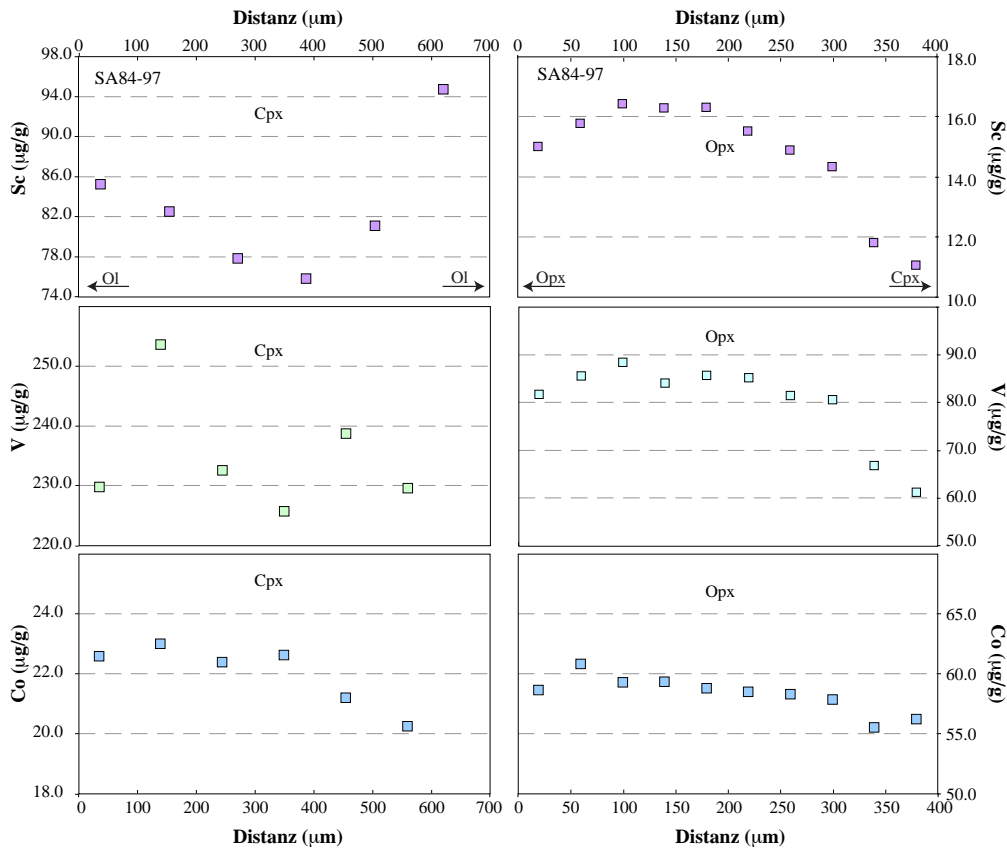 Distanz (μm)
0 100 200 300 400 500 600 700
Distanz (μm)
0 50 100 150 200 250 300 350 400
SA84-97
Cpx
Sc (μg/g)
98.0
94.0
90.0
86.0
82.0
78.0
74.0
Ol
Ol
SA84-97
Opx
Sc (μg/g)
18.0
16.0
14.0
12.0
10.0
Opx
Cpx
Cpx
V (μg/g)
250.0
240.0
230.0
220.0
Opx
V (μg/g)
90.0
80.0
70.0
60.0
50.0
Cpx
Co (μg/g)
24.0
22.0
20.0
18.0
Opx
Co (μg/g)
65.0
60.0
55.0
50.0
0 100 200 300 400 500 600 700
Distanz (μm)
0 50 100 150 200 250 300 350 400
Distanz (μm)